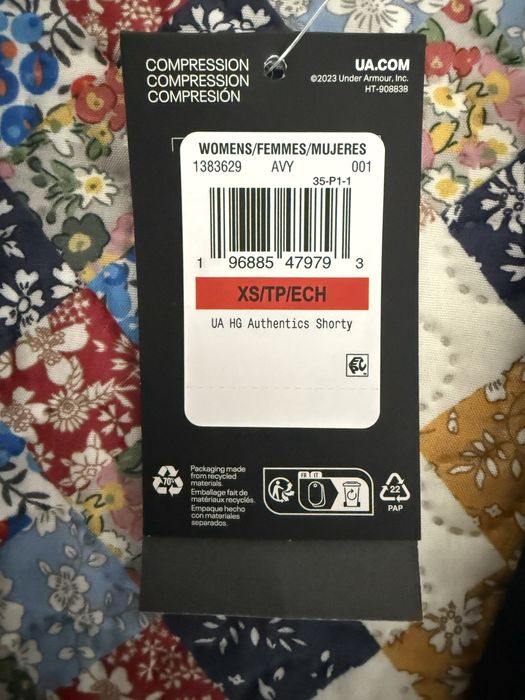 COMPRESSION
COMPRESSION
COMPRESIÓN
UA.COM
©2023 Under Armour, Inc.
HT-908838
WOMENS/FEMMES/MUJERES
1383629 AVY 001
35-P1-1
1 96885 47979 3
XS/TP/ECH
UA HG Authentics Shorty
70%
Packaging made
from recycled
materials.
Emballage fait de
matériaux recyclés.
Empaque hecho
con materiales
separados.
FR IT
22
PAP